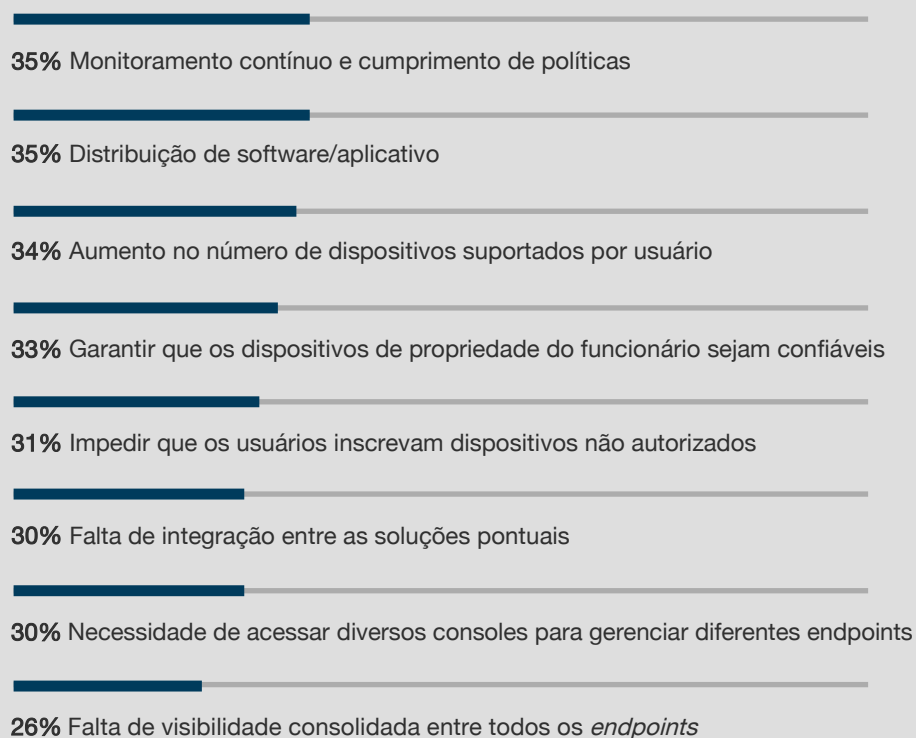 35% Monitoramento contínuo e cumprimento de políticas
35% Distribuição de software/aplicativo
34% Aumento no número de dispositivos suportados por usuário
33% Garantir que os dispositivos de propriedade do funcionário sejam confiáveis
31% Impedir que os usuários inscrevam dispositivos não autorizados
30% Falta de integração entre as soluções pontuais
30% Necessidade de acessar diversos consoles para gerenciar diferentes endpoints
26% Falta de visibilidade consolidada entre todos os endpoints